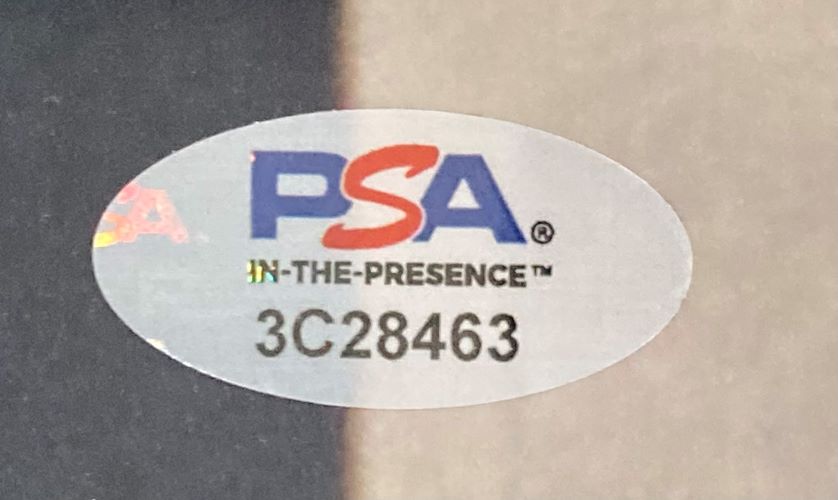 PSA®
IN-THE-PRESENCE™
3C28463